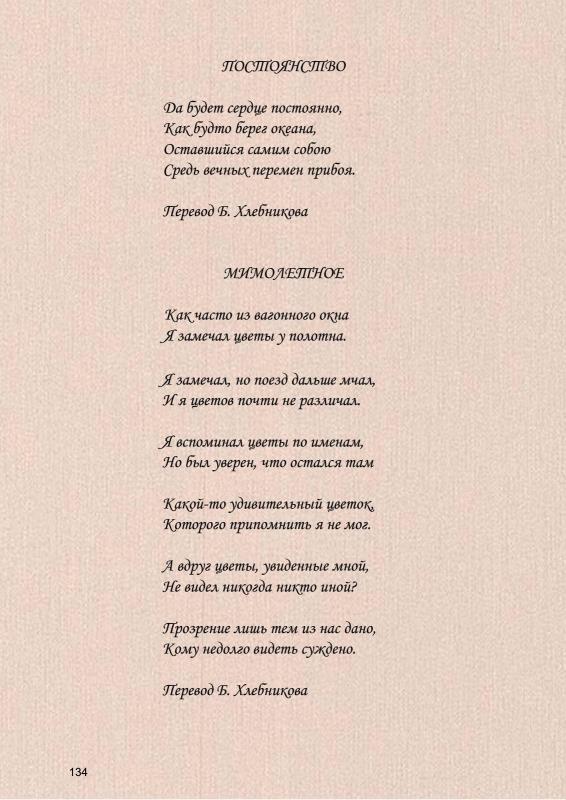 ПОСТОЯНСТВО
Да будет сердце постоянно,
Как будто берег океана,
Оставшийся самим собою
Средь вечных перемен прибоя.
Перевод Б. Хлебникова
МИМОЛЕТНОЕ
Как часто из вагонного окна
Я замечал цветы у полотна.
Я замечал, но поезд дальше мчал,
И я цветов почти не различал.
Я вспоминал цветы по именам,
Но был уверен, что остался там
Какой-то удивительный цветок,
Которого припомнить я не мог.
А вдруг цветы, увиденные мной,
Не видел никогда никто иной?
Прозрение лишь тем из нас дано,
Кому недолго видеть суждено.
Перевод Б. Хлебникова
134